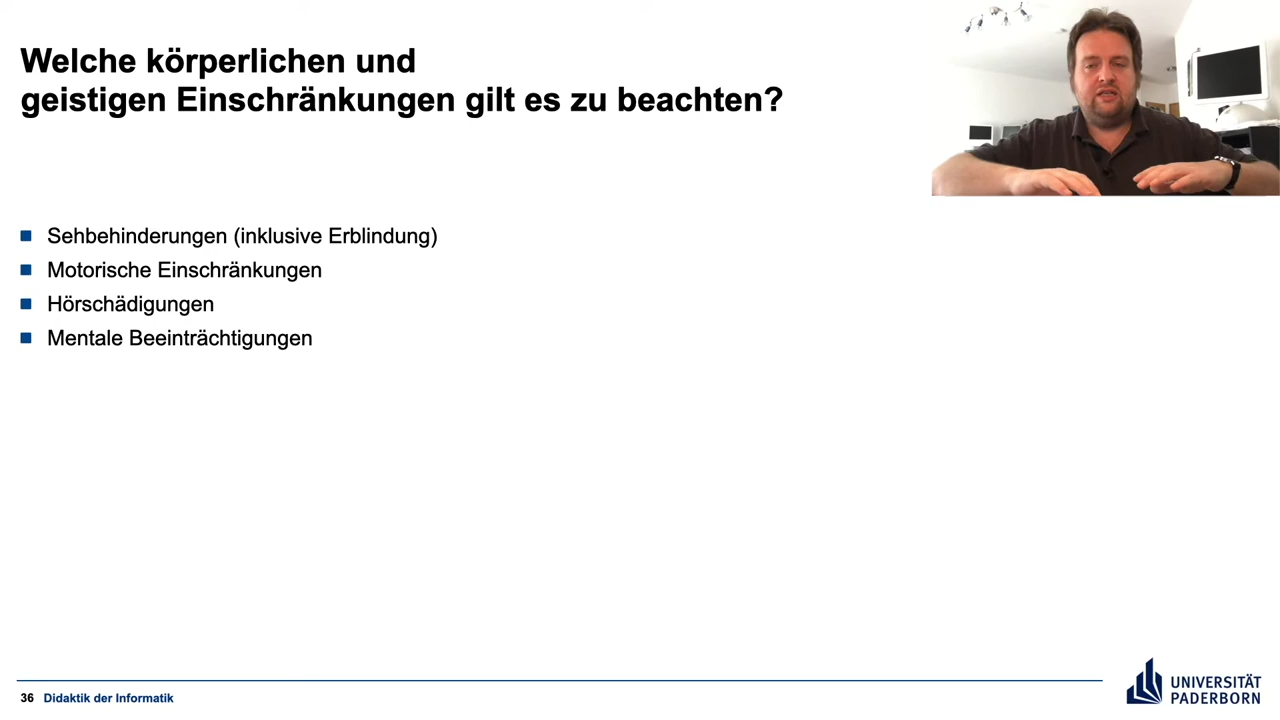 Welche körperlichen und
geistigen Einschränkungen gilt es zu beachten?
Sehbehinderungen (inklusive Erblindung)
Motorische Einschränkungen
Hörschädigungen
Mentale Beeinträchtigungen
36 Didaktik der Informatik
UNIVERSITÄT
PADERBORN